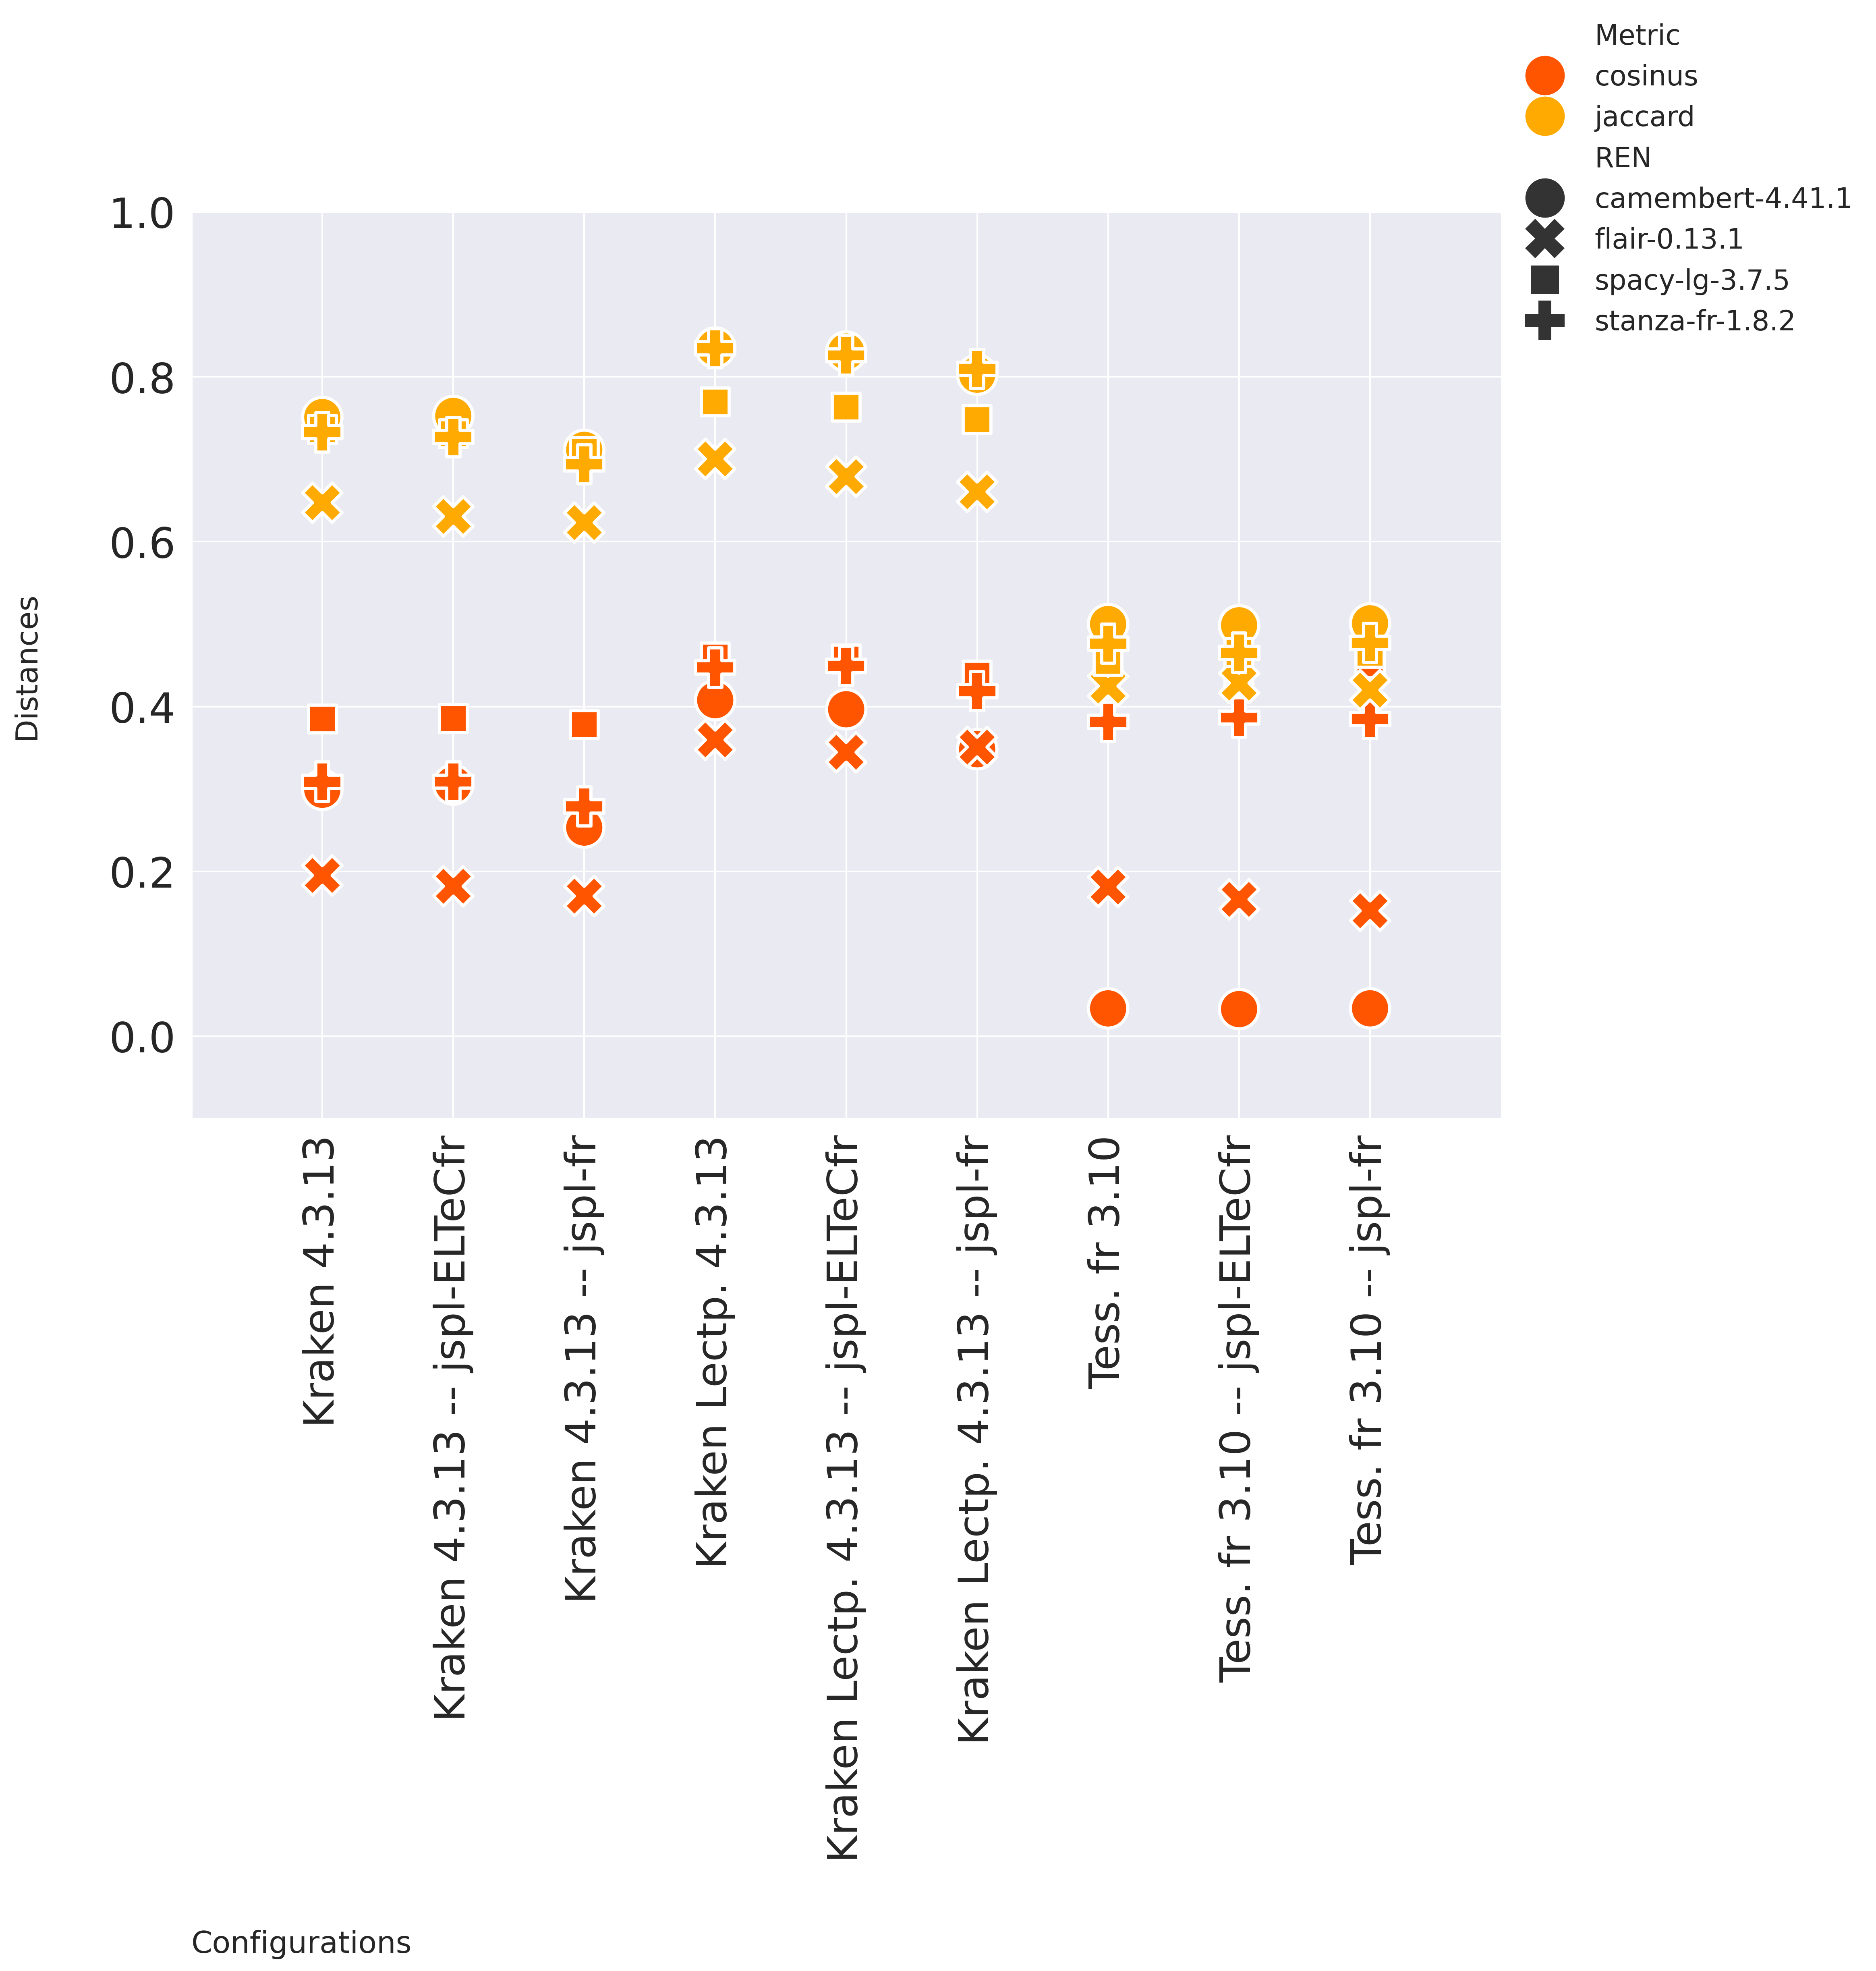 Metric
cosinus
jaccard
REN
camembert-4.41.1
flair-0.13.1
spacy-lg-3.7.5
stanza-fr-1.8.2
1.0
0.8
0.6
0.4
0.2
0.0
Distances
Kraken 4.3.13
Kraken 4.3.13 -- jspl-ELTeCfr
Kraken 4.3.13 -- jspl-fr
Kraken Lectp. 4.3.13
Kraken Lectp. 4.3.13 -- jspl-ELTeCfr
Kraken Lectp. 4.3.13 -- jspl-fr
Tess. fr 3.10
Tess. fr 3.10 -- jspl-ELTeCfr
Tess. fr 3.10 -- jspl-fr
Configurations